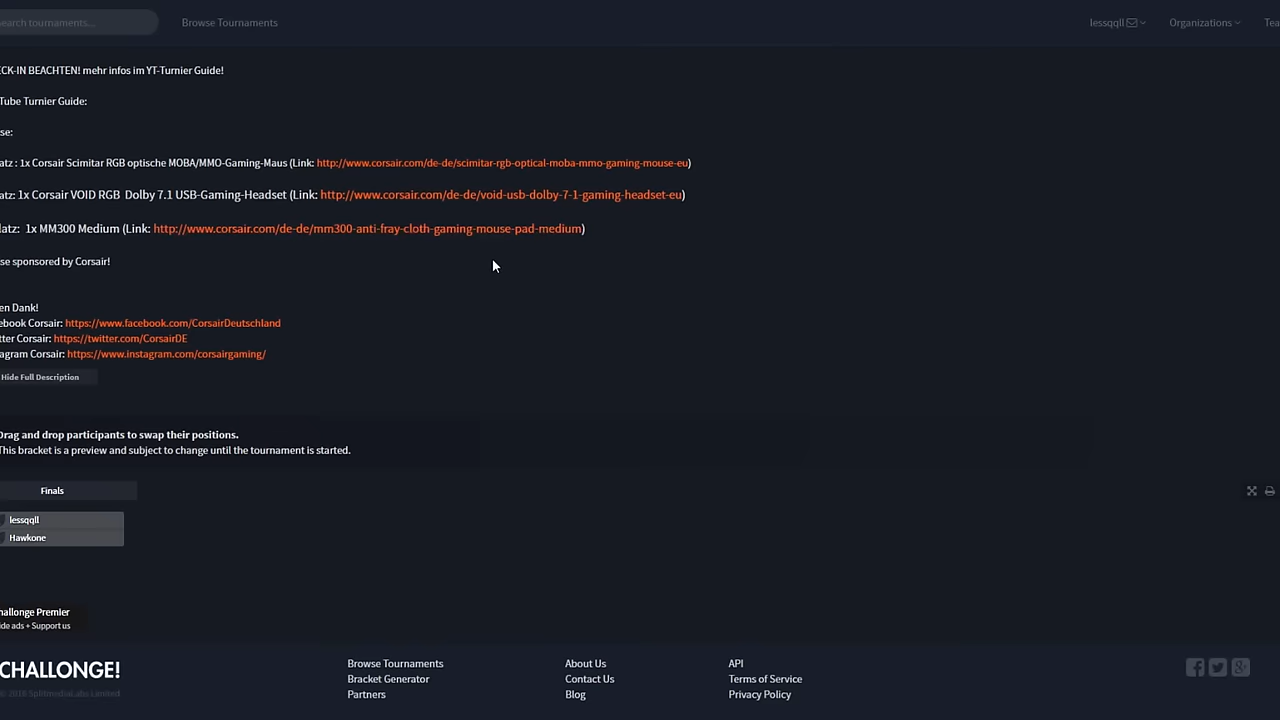 earch tournaments...
Browse Tournaments
lessqqll
Organizations
Tea
CK-IN BEACHTEN! mehr infos im YT-Turnier Guide!
Tube Turnier Guide:
se:
atz : 1x Corsair Scimitar RGB optische MOBA/MMO-Gaming-Maus (Link: http://www.corsair.com/de-de/scimitar-rgb-optical-moba-mmo-gaming-mouse-eu)
atz: 1x Corsair VOID RGB Dolby 7.1 USB-Gaming-Headset (Link: http://www.corsair.com/de-de/void-usb-dolby-7-1-gaming-headset-eu)
latz: 1x MM300 Medium (Link: http://www.corsair.com/de-de/mm300-anti-fray-cloth-gaming-mouse-pad-medium)
se sponsored by Corsair!
en Dank!
ebook Corsair: https://www.facebook.com/CorsairDeutschland
tter Corsair: https://twitter.com/CorsairDE
agram Corsair: https://www.instagram.com/corsairgaming/
Hide Full Description
Drag and drop participants to swap their positions.
This bracket is a preview and subject to change until the tournament is started.
Finals
lessqqll
Hawkone
hallonge Premier
ide ads + Support us
CHALLONGE!
© 2016 SplitmediaLabs Limited
Browse Tournaments
Bracket Generator
Partners
About Us
Contact Us
Blog
API
Terms of Service
Privacy Policy